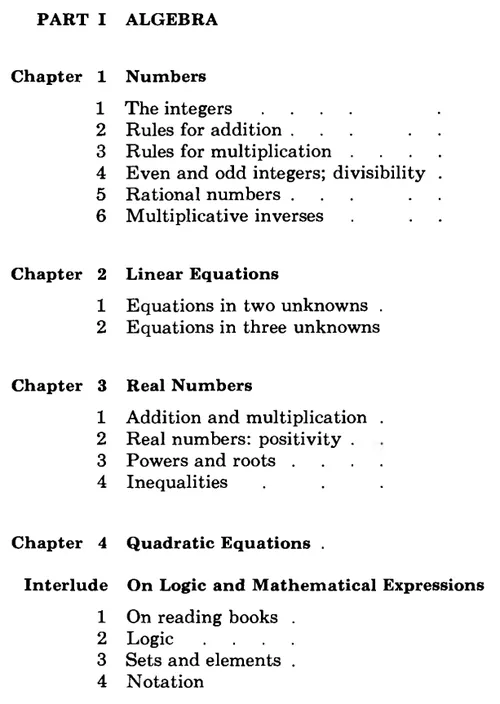 PART I ALGEBRA
Chapter 1 Numbers
1 The integers . . . . .
2 Rules for addition . . . . .
3 Rules for multiplication . . . .
4 Even and odd integers; divisibility .
5 Rational numbers . . . . .
6 Multiplicative inverses . . .
Chapter 2 Linear Equations
1 Equations in two unknowns .
2 Equations in three unknowns
Chapter 3 Real Numbers
1 Addition and multiplication .
2 Real numbers: positivity . .
3 Powers and roots . . . .
4 Inequalities . . .
Chapter 4 Quadratic Equations .
Interlude On Logic and Mathematical Expressions
1 On reading books .
2 Logic . . . .
3 Sets and elements .
4 Notation